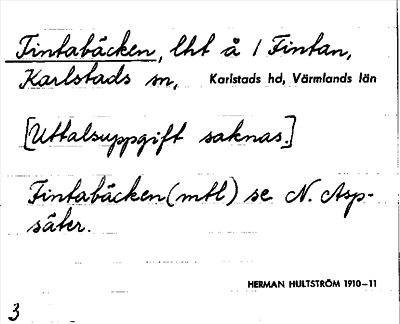 Fintabäcken, lht å / Fintan,
Karlstads sn, Karlstads hd, Värmlands län
[Uttalsuppgift saknas.]
Fintabäcken (mtl) se N. Asp-
säter.
HERMAN HULTSTRÖM 1910–11
3